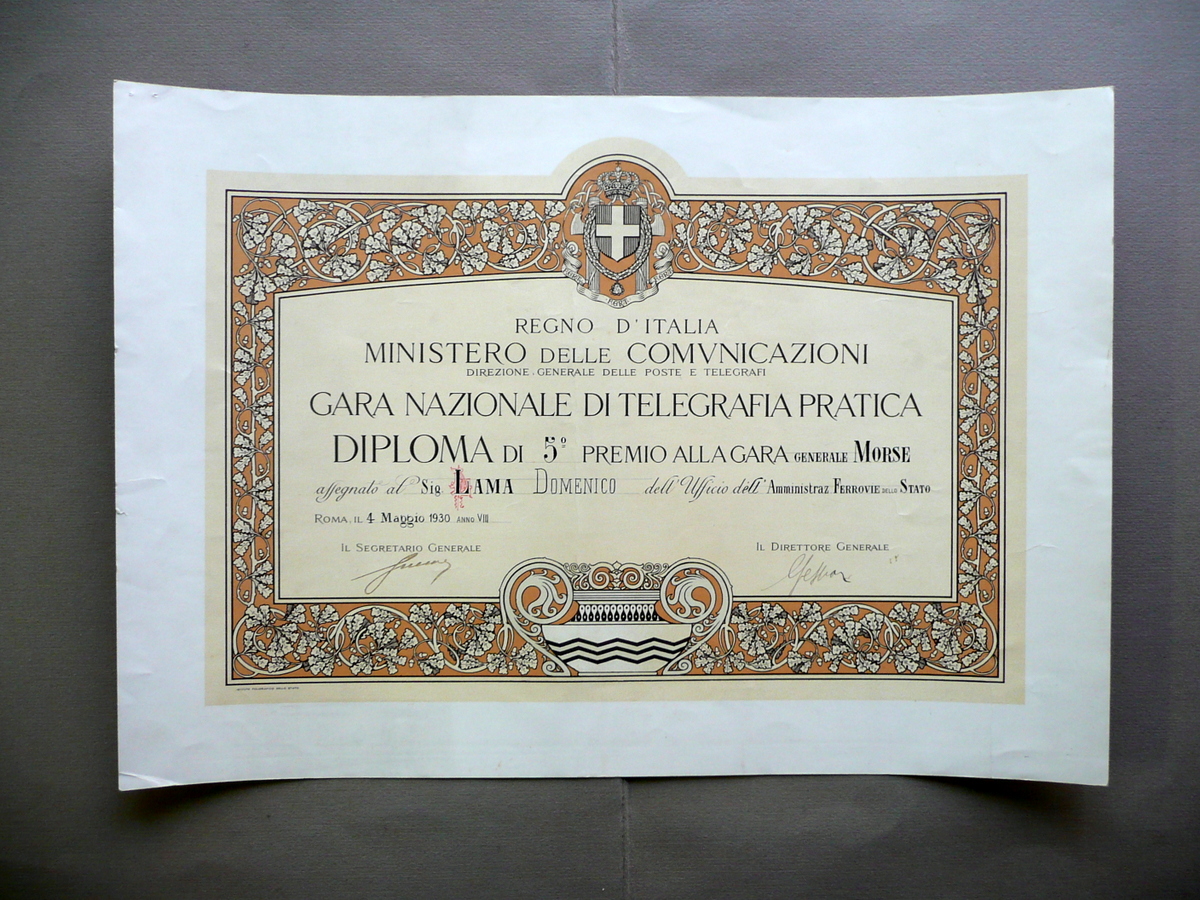 FERT
REGNO D'ITALIA
MINISTERO DELLE COMVNICAZIONI
DIREZIONE GENERALE DELLE POSTE E TELEGRAFI
GARA NAZIONALE DI TELEGRAFIA PRATICA
DIPLOMA DI 5º PREMIO ALLA GARA GENERALE MORSE
assegnato al Sig. LAMA DOMENICO dell'Ufficio dell'Amministraz FERROVIE DELLO STATO
ROMA, IL 4 Maggio 1930 ANNO VIII
IL SEGRETARIO GENERALE
IL DIRETTORE GENERALE